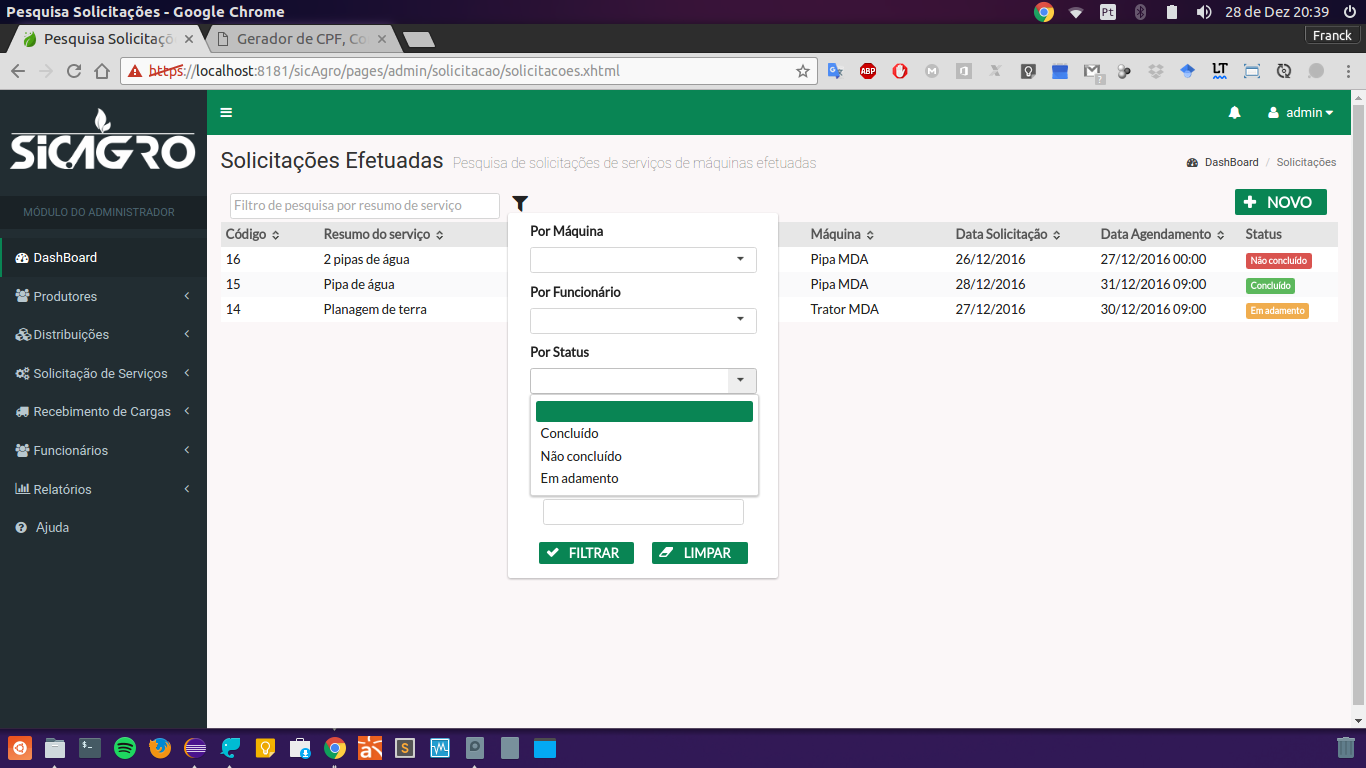 Pesquisa Solicitações - Google Chrome
Pt
28 de Dez 20:39
Pesquisa Solicitaçõ
Gerador de CPF, Co
Franck
https://localhost:8181/sicAgro/pages/admin/solicitacao/solicitacoes.xhtml
ABP
LT
SiCAGRO
admin
Solicitações Efetuadas Pesquisa de solicitações de serviços de máquinas efetuadas
DashBoard / Solicitações
MÓDULO DO ADMINISTRADOR
DashBoard
Produtores
Distribuições
Solicitação de Serviços
Recebimento de Cargas
Funcionários
Relatórios
Ajuda
Filtro de pesquisa por resumo de serviço
NOVO
Código Resumo do serviço Máquina Data Solicitação Data Agendamento Status
16 2 pipas de água Pipa MDA 26/12/2016 27/12/2016 00:00 Não concluído
15 Pipa de água Pipa MDA 28/12/2016 31/12/2016 09:00 Concluído
14 Planagem de terra Trator MDA 27/12/2016 30/12/2016 09:00 Em adamento
Por Máquina
Por Funcionário
Por Status
Concluído
Não concluído
Em adamento
FILTRAR LIMPAR